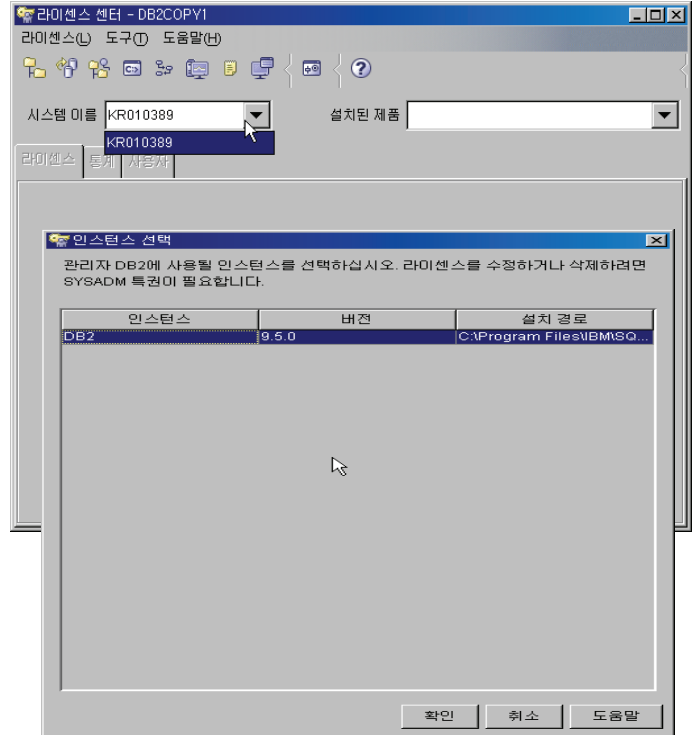 라이센스 센터 - DB2COPY1
라이센스(L) 도구(T) 도움말(H)
시스템 이름 KR010389 설치된 제품
KR010389
라이센스 통계 사용자
인스턴스 선택
관리자 DB2에 사용될 인스턴스를 선택하십시오. 라이센스를 수정하거나 삭제하려면
SYSADM 특권이 필요합니다.
인스턴스 버전 설치 경로
DB2 9.5.0 C:\Program Files\IBM\SQ...
확인 취소 도움말